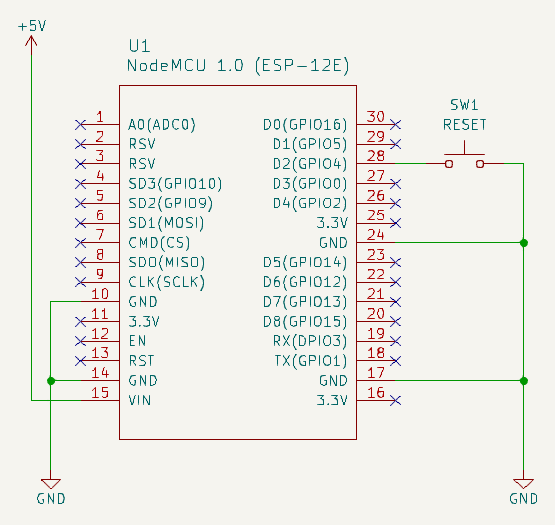 +5V
U1
NodeMCU 1.0 (ESP-12E)
SW1
RESET
1 A0(ADC0) D0(GPIO16) 30
2 RSV D1(GPIO5) 29
3 RSV D2(GPIO4) 28
4 SD3(GPIO10) D3(GPIO0) 27
5 SD2(GPIO9) D4(GPIO2) 26
6 SD1(MOSI) 3.3V 25
7 CMD(CS) GND 24
8 SD0(MISO) D5(GPIO14) 23
9 CLK(SCLK) D6(GPIO12) 22
10 GND D7(GPIO13) 21
11 3.3V D8(GPIO15) 20
12 EN RX(DPIO3) 19
13 RST TX(GPIO1) 18
14 GND GND 17
15 VIN 3.3V 16
GND GND